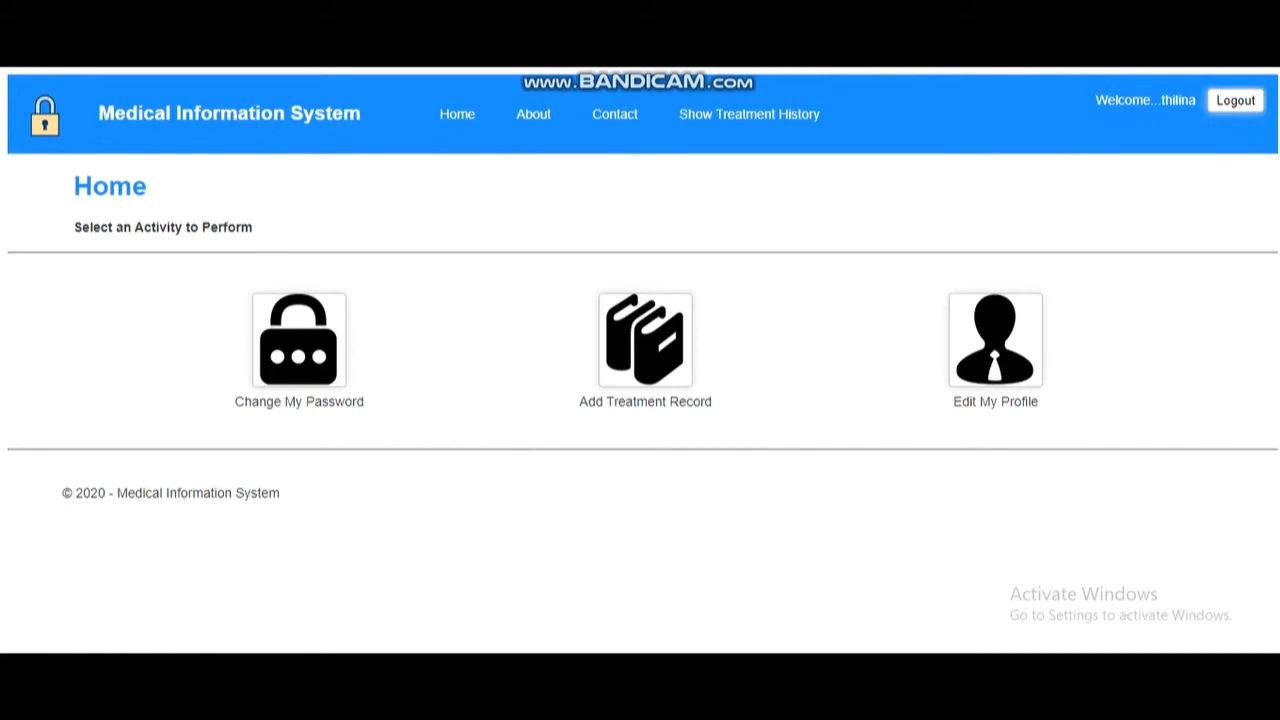 www.BANDICAM.com
Medical Information System
Home
About
Contact
Show Treatment History
Welcome...thilina
Logout
Home
Select an Activity to Perform
Change My Password
Add Treatment Record
Edit My Profile
© 2020 - Medical Information System
Activate Windows
Go to Settings to activate Windows.